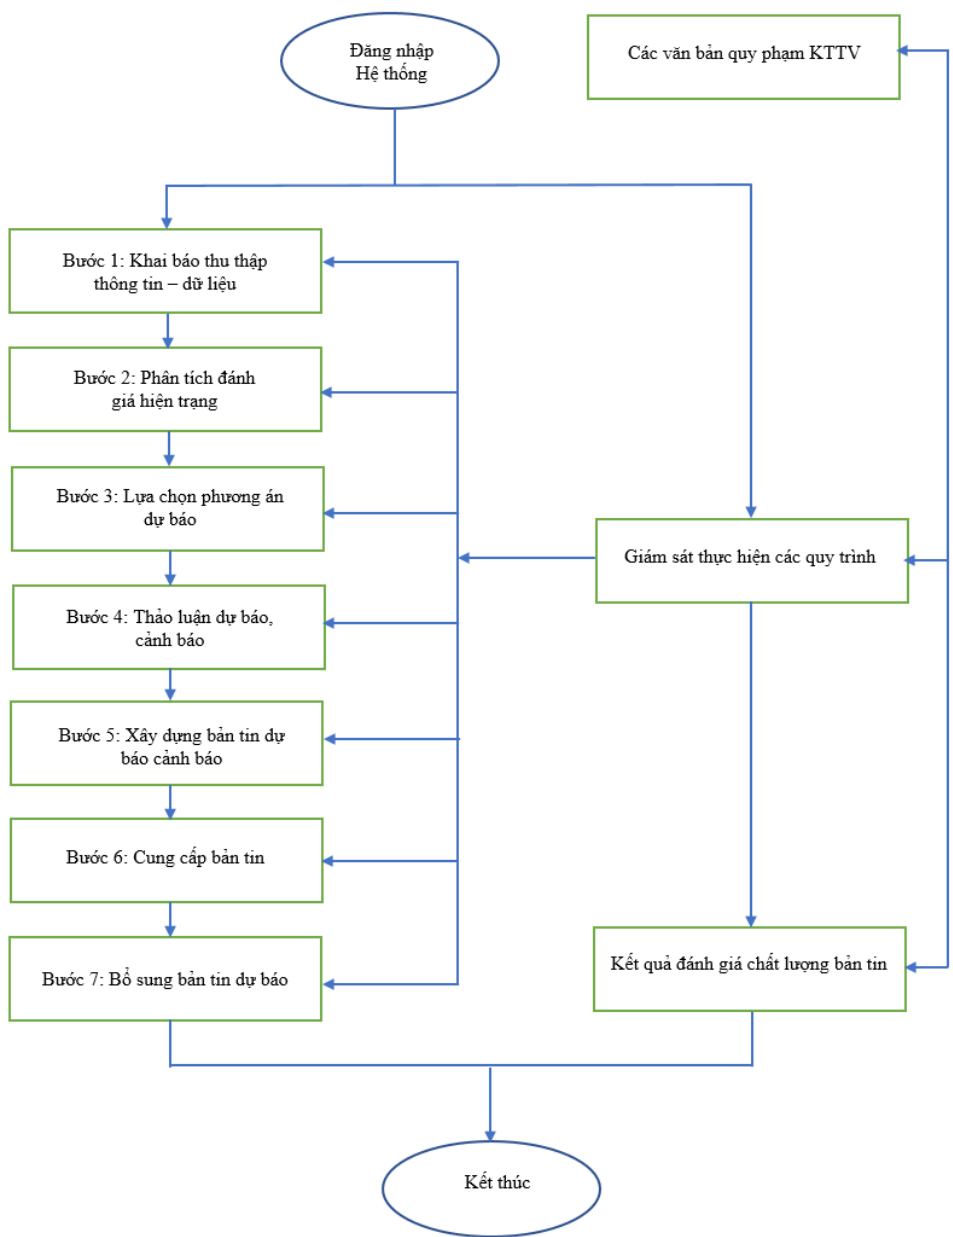 Đăng nhập
Hệ thống
Các văn bản quy phạm KTTV
Bước 1: Khai báo thu thập
thông tin – dữ liệu
Bước 2: Phân tích đánh
giá hiện trạng
Bước 3: Lựa chọn phương án
dự báo
Giám sát thực hiện các quy trình
Bước 4: Thảo luận dự báo,
cảnh báo
Bước 5: Xây dựng bản tin dự
báo cảnh báo
Bước 6: Cung cấp bản tin
Bước 7: Bổ sung bản tin dự báo
Kết quả đánh giá chất lượng bản tin
Kết thúc